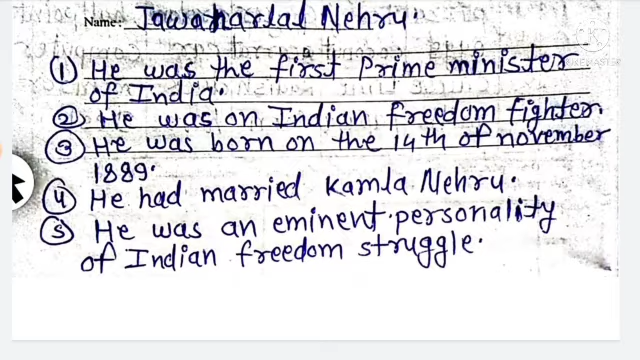 Name: Jawaharlal Nehru.
① He was the first Prime minister
of India.
② He was on Indian freedom fighter.
③ He was born on the 14th of november
1889.
④ He had married Kamla Nehru.
⑤ He was an eminent personality
of Indian freedom struggle.